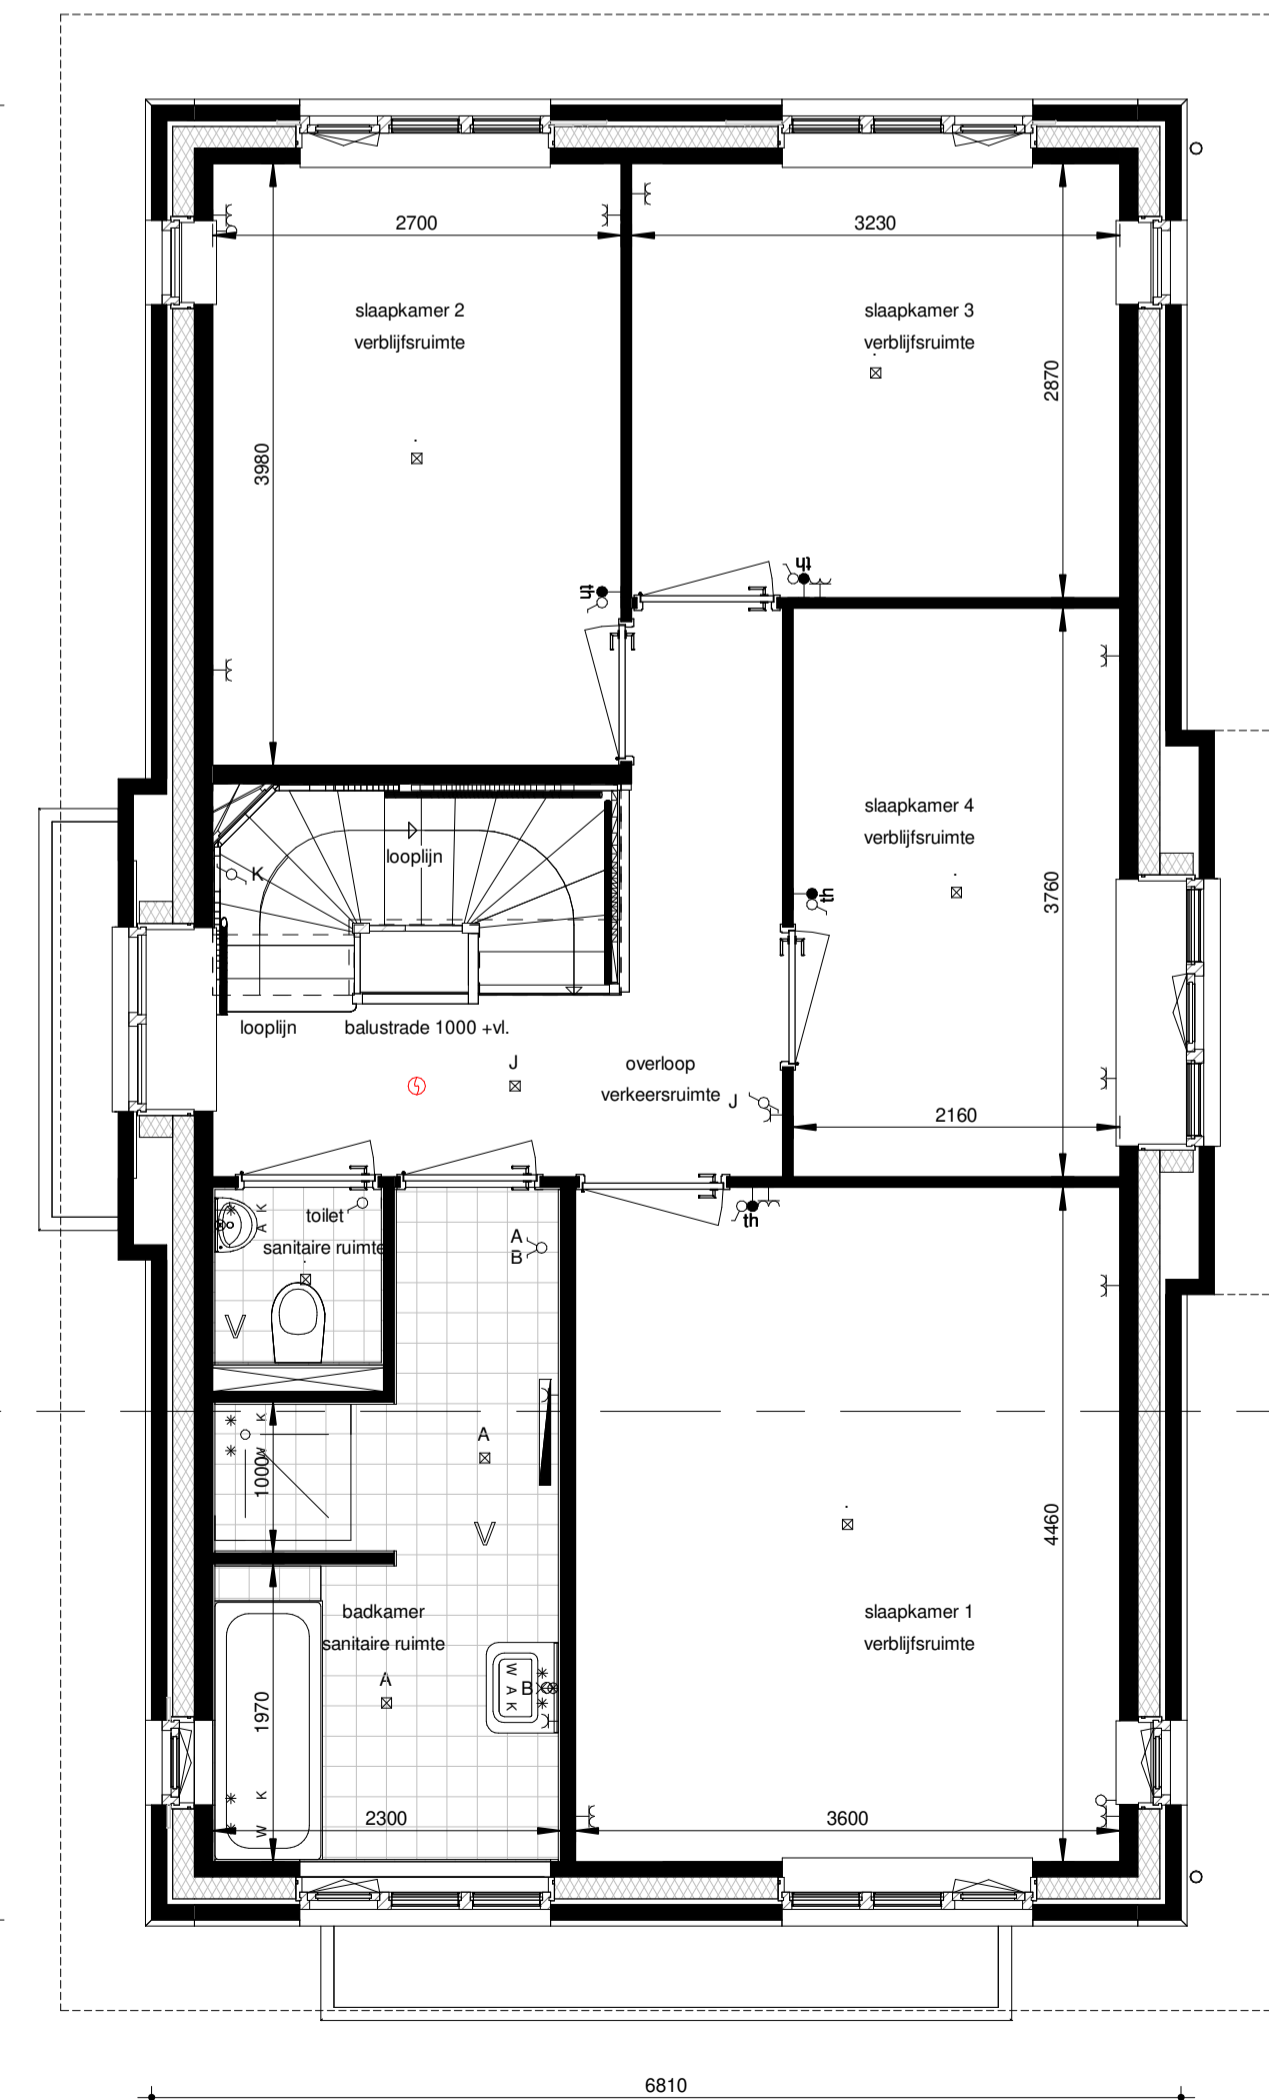 2700
3230
slaapkamer 2
verblijfsruimte
slaapkamer 3
verblijfsruimte
2870
3980
th
th
slaapkamer 4
verblijfsruimte
looplijn
K
th
3760
looplijn
balustrade 1000 +vl.
J
overloop
verkeersruimte
J
2160
th
toilet
sanitaire ruimte
K
A
A
B
V
A
K
W
1000
V
4460
badkamer
sanitaire ruimte
slaapkamer 1
verblijfsruimte
A
W A K
B
1970
K
W
2300
3600
6810